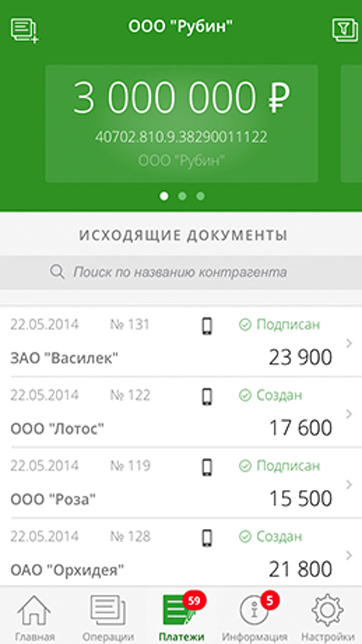 ООО "Рубин"
3 000 000 ₽
40702.810.9.38290011122
ООО "Рубин"
ИСХОДЯЩИЕ ДОКУМЕНТЫ
Поиск по названию контрагента
22.05.2014 № 131 Подписан
ЗАО "Василек" 23 900
22.05.2014 № 122 Создан
ООО "Лотос" 17 600
22.05.2014 № 119 Подписан
ООО "Роза" 15 500
22.05.2014 № 128 Создан
ОАО "Орхидея" 21 800
59 5
Главная Операции Платежи Информация Настройки